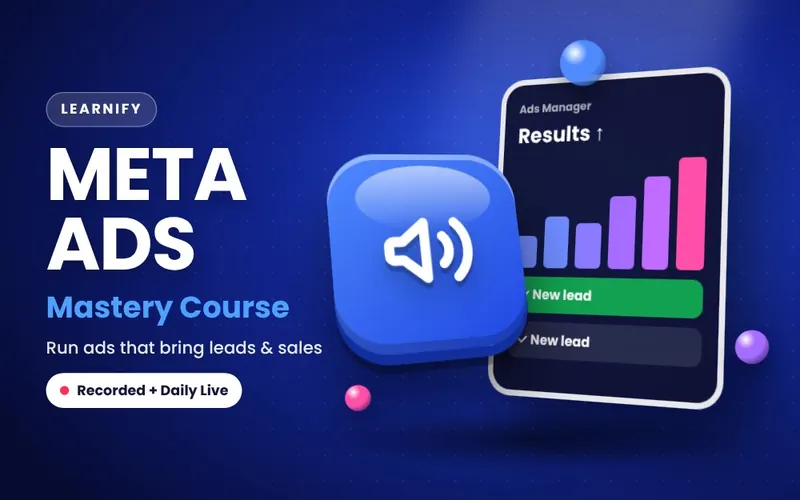 LEARNIFY
META
ADS
Mastery Course
Run ads that bring leads & sales
Recorded + Daily Live
Ads Manager
Results ↑
✓ New lead
✓ New lead